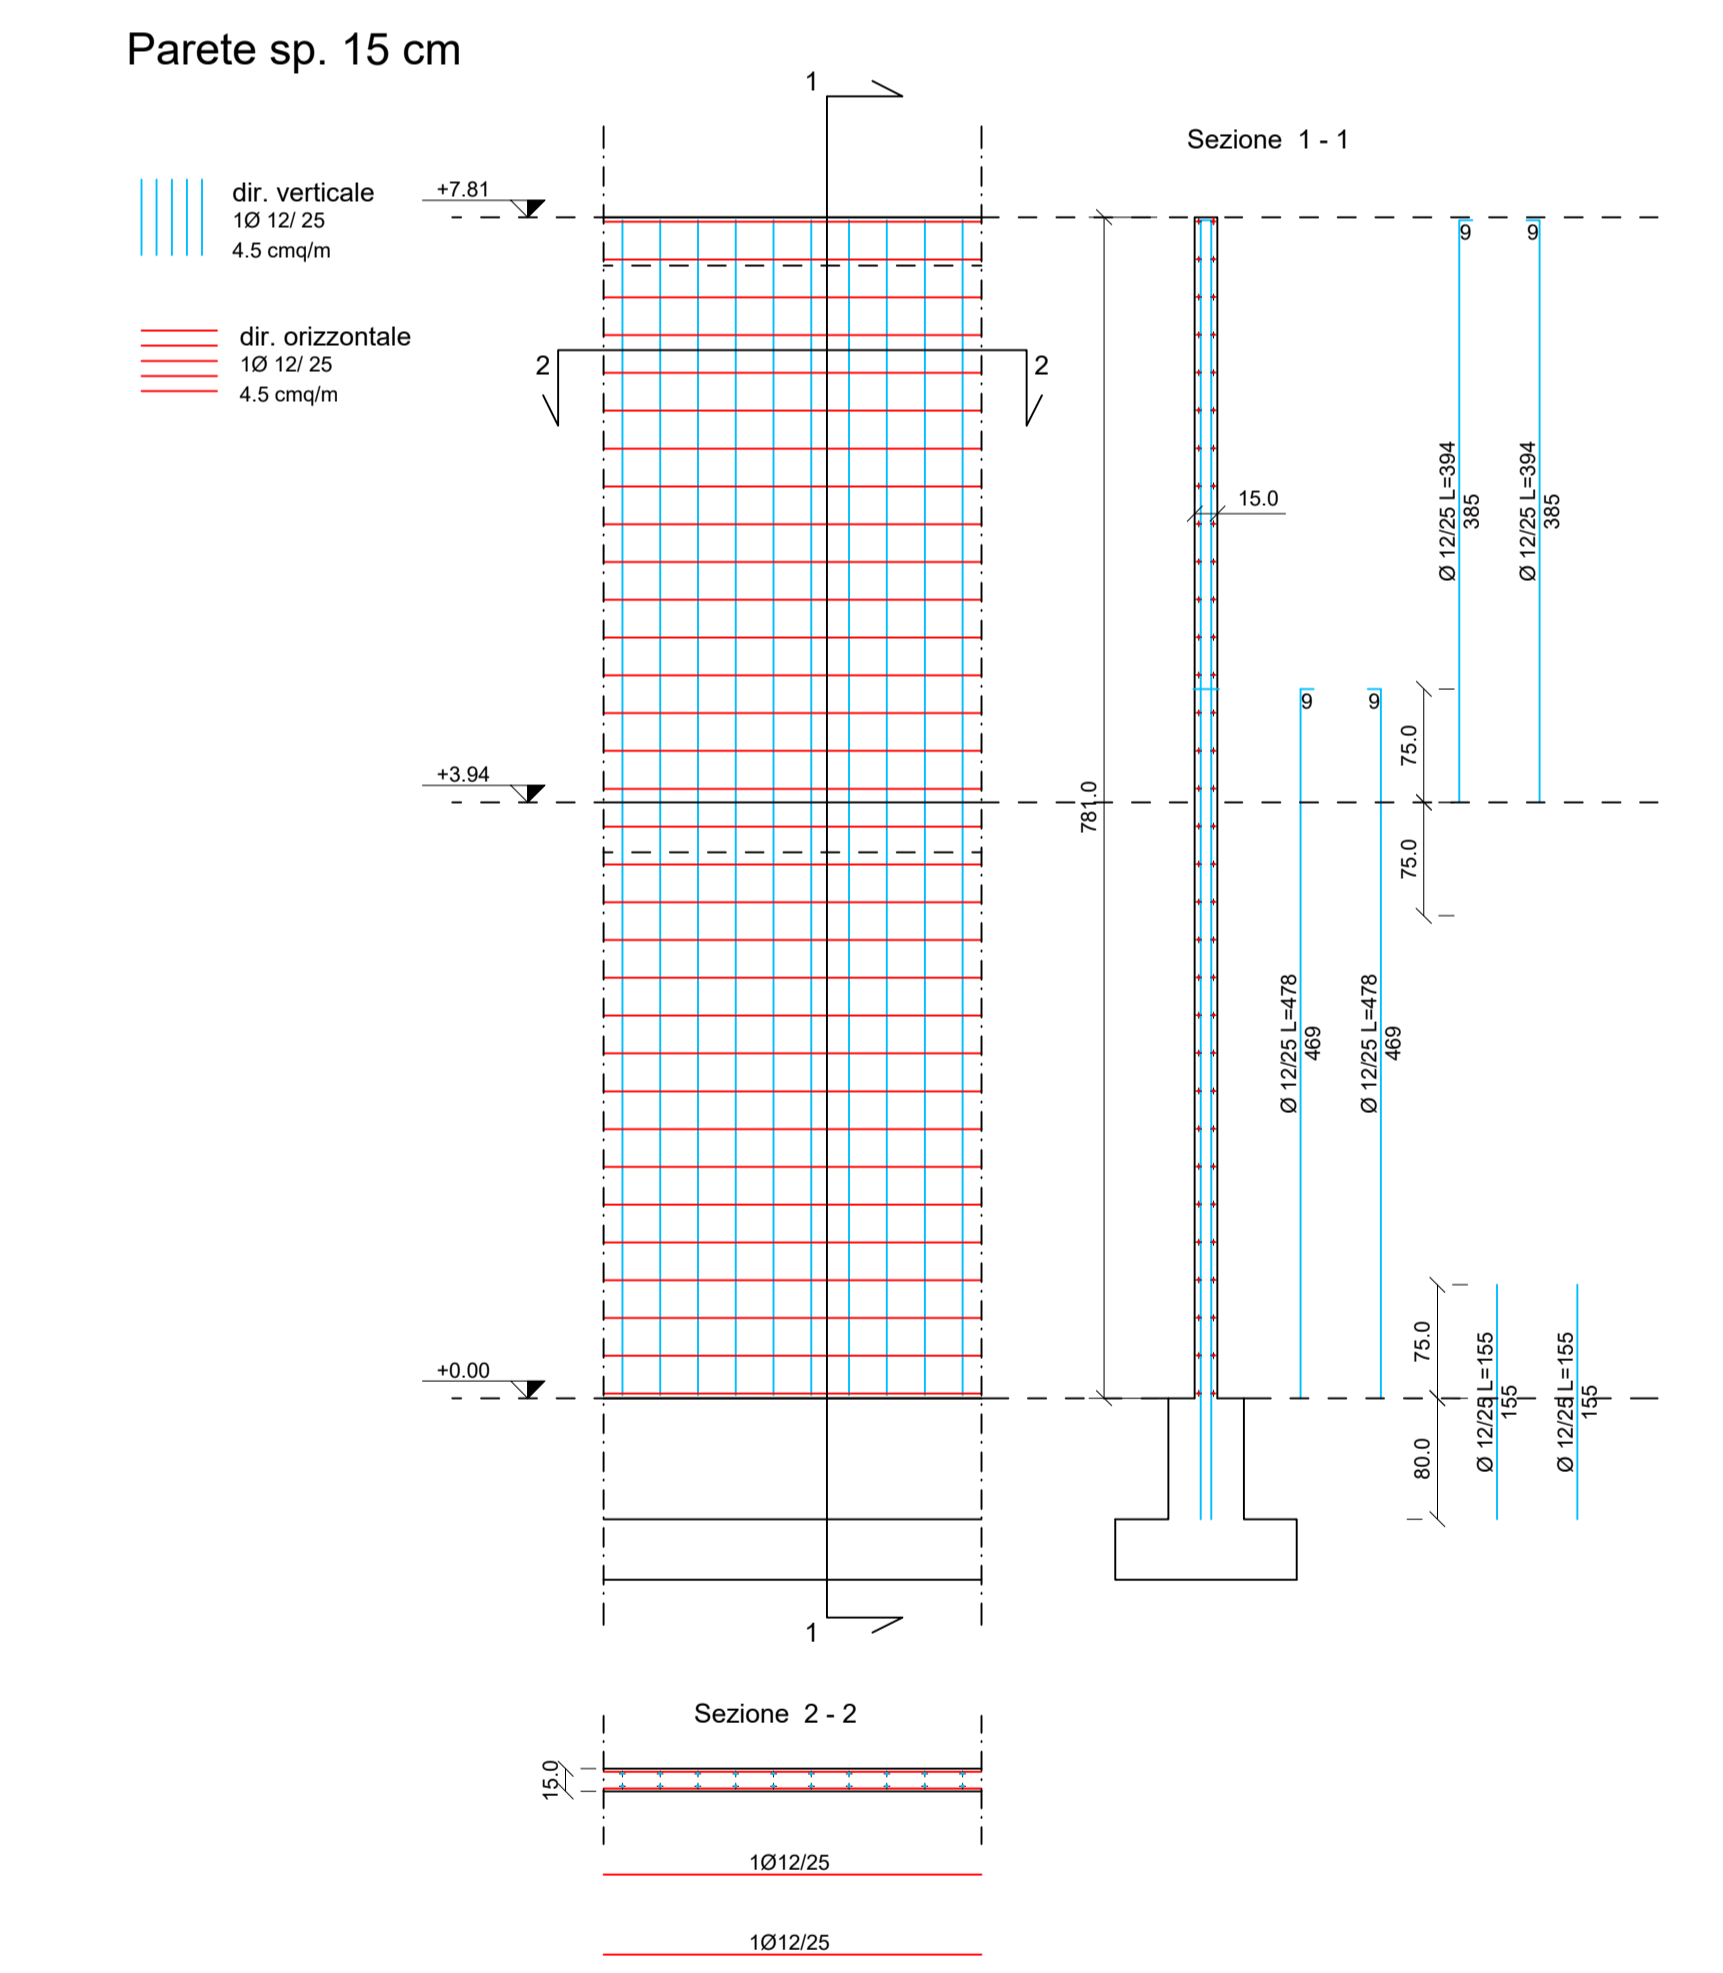 Parete sp. 15 cm
1
Sezione  1 - 1
dir. verticale
1Ø 12/ 25
4.5 cmq/m
+7.81
9
9
dir. orizzontale
1Ø 12/ 25
4.5 cmq/m
2
2
Ø 12/25 L=394
385
Ø 12/25 L=394
385
15.0
9
9
75.0
+3.94
781.0
75.0
Ø 12/25 L=478
469
Ø 12/25 L=478
469
75.0
+0.00
Ø 12/25 L=155
155
Ø 12/25 L=155
155
80.0
1
Sezione  2 - 2
15.0
1Ø12/25
1Ø12/25